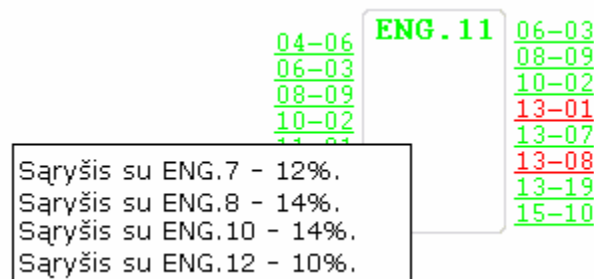 ENG.11
04-06
06-03
08-09
10-02
06-03
08-09
10-02
13-01
13-07
13-08
13-19
15-10
Sąryšis su ENG.7 - 12%.
Sąryšis su ENG.8 - 14%.
Sąryšis su ENG.10 - 14%.
Sąryšis su ENG.12 - 10%.